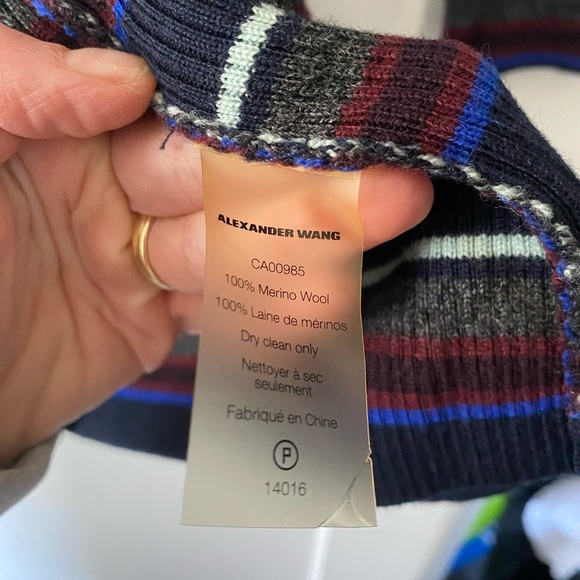 ALEXANDER WANG
CA00985
100% Merino Wool
100% Laine de mérinos
Dry clean only
Nettoyer à sec
seulement
Fabriqué en Chine
P
14016